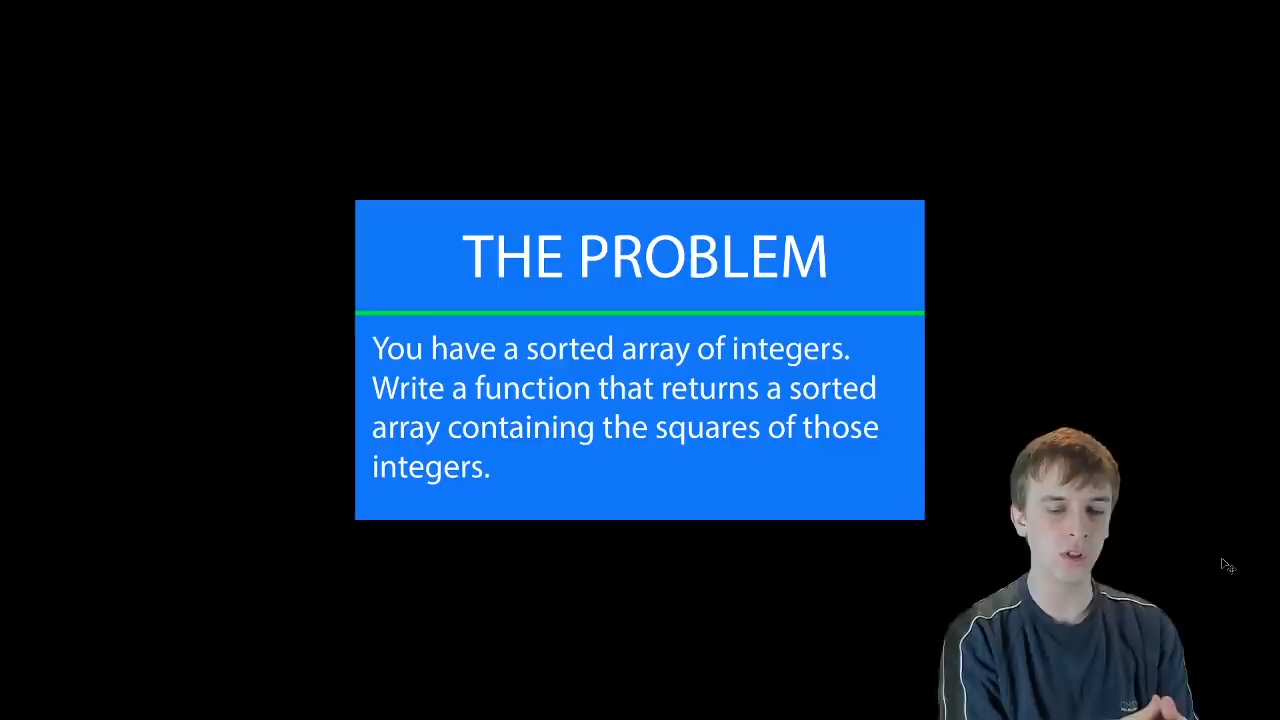 THE PROBLEM
You have a sorted array of integers.
Write a function that returns a sorted
array containing the squares of those
integers.